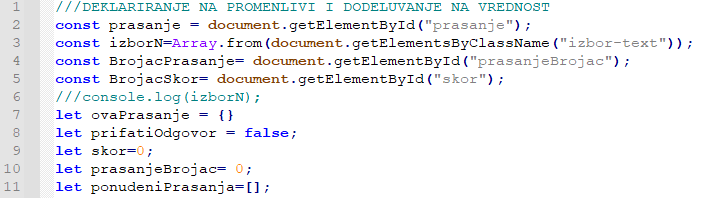 1 ///DEKLARIRANJE NA PROMENLIVI I DODELUVANJE NA VREDNOST
2 const prasanje = document.getElementById("prasanje");
3 const izborN=Array.from(document.getElementsByClassName("izbor-text"));
4 const BrojacPrasanje= document.getElementById("prasanjeBrojac");
5 const BrojacSkor= document.getElementById("skor");
6 ///console.log(izborN);
7 let ovaPrasanje = {}
8 let prifatiOdgovor = false;
9 let skor=0;
10 let prasanjeBrojac= 0;
11 let ponudeniPrasanja=[];